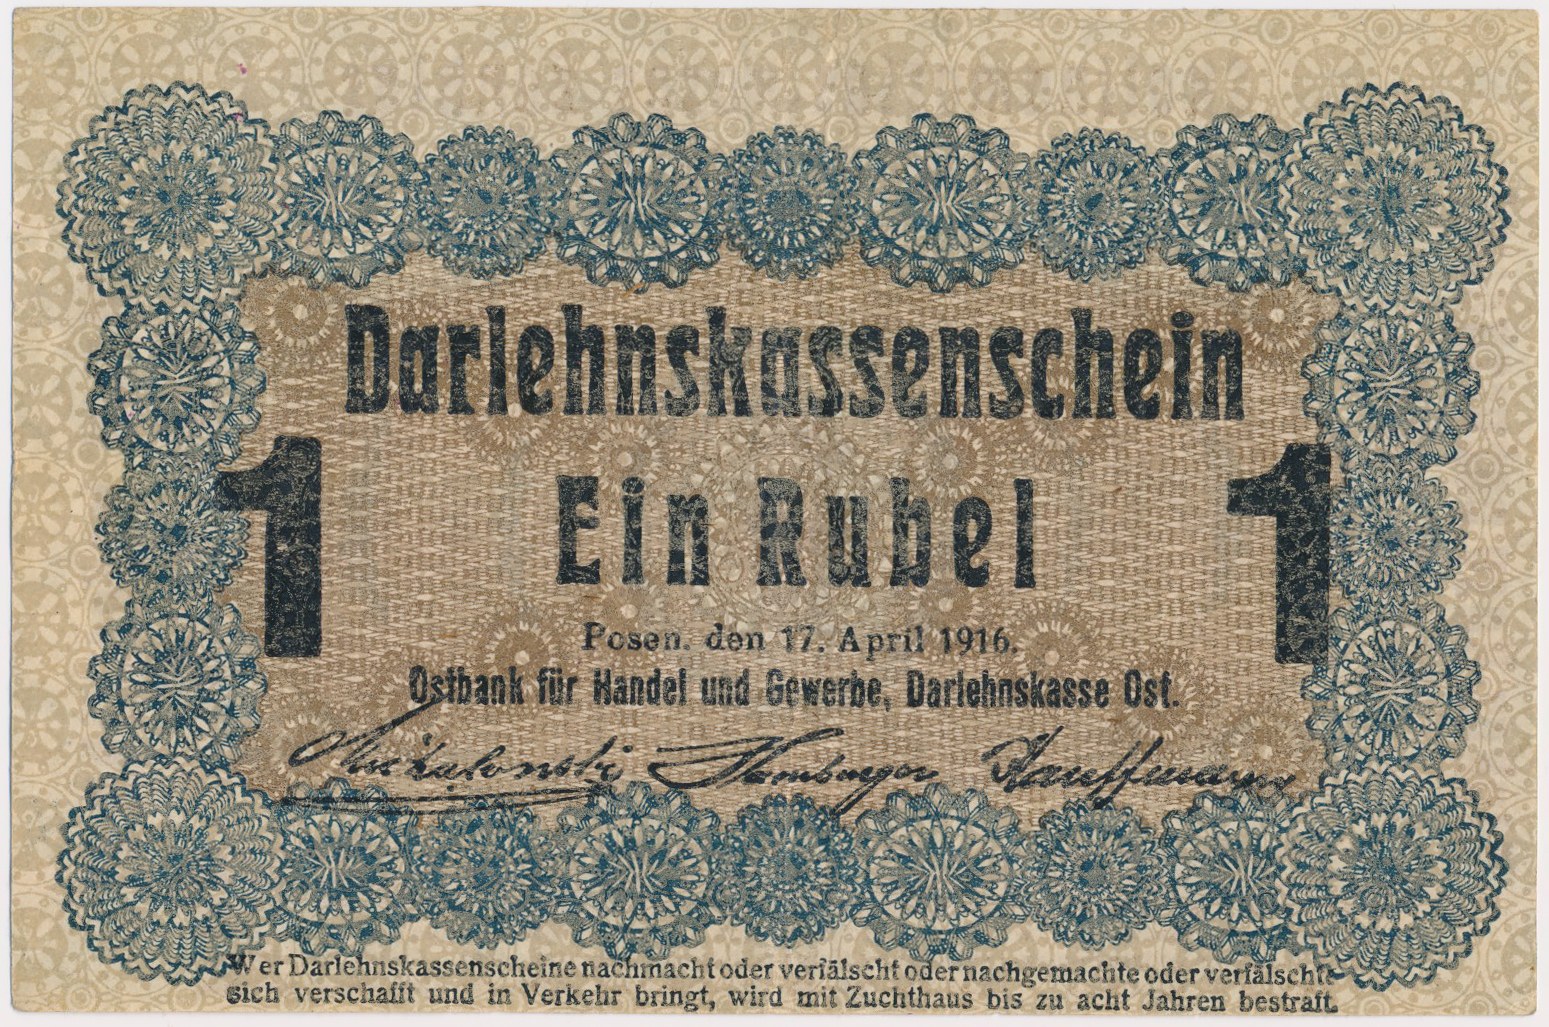 Darlehnskassenschein
1 Ein Rubel 1
Posen, den 17. April 1916.
Ostbank für Handel und Gewerbe, Darlehnskasse Ost.
Hamburger Kauffmann
Wer Darlehnskassenscheine nachmacht oder verfälscht oder nachgemachte oder verfälschte
sich verschafft und in Verkehr bringt, wird mit Zuchthaus bis zu acht Jahren bestraft.